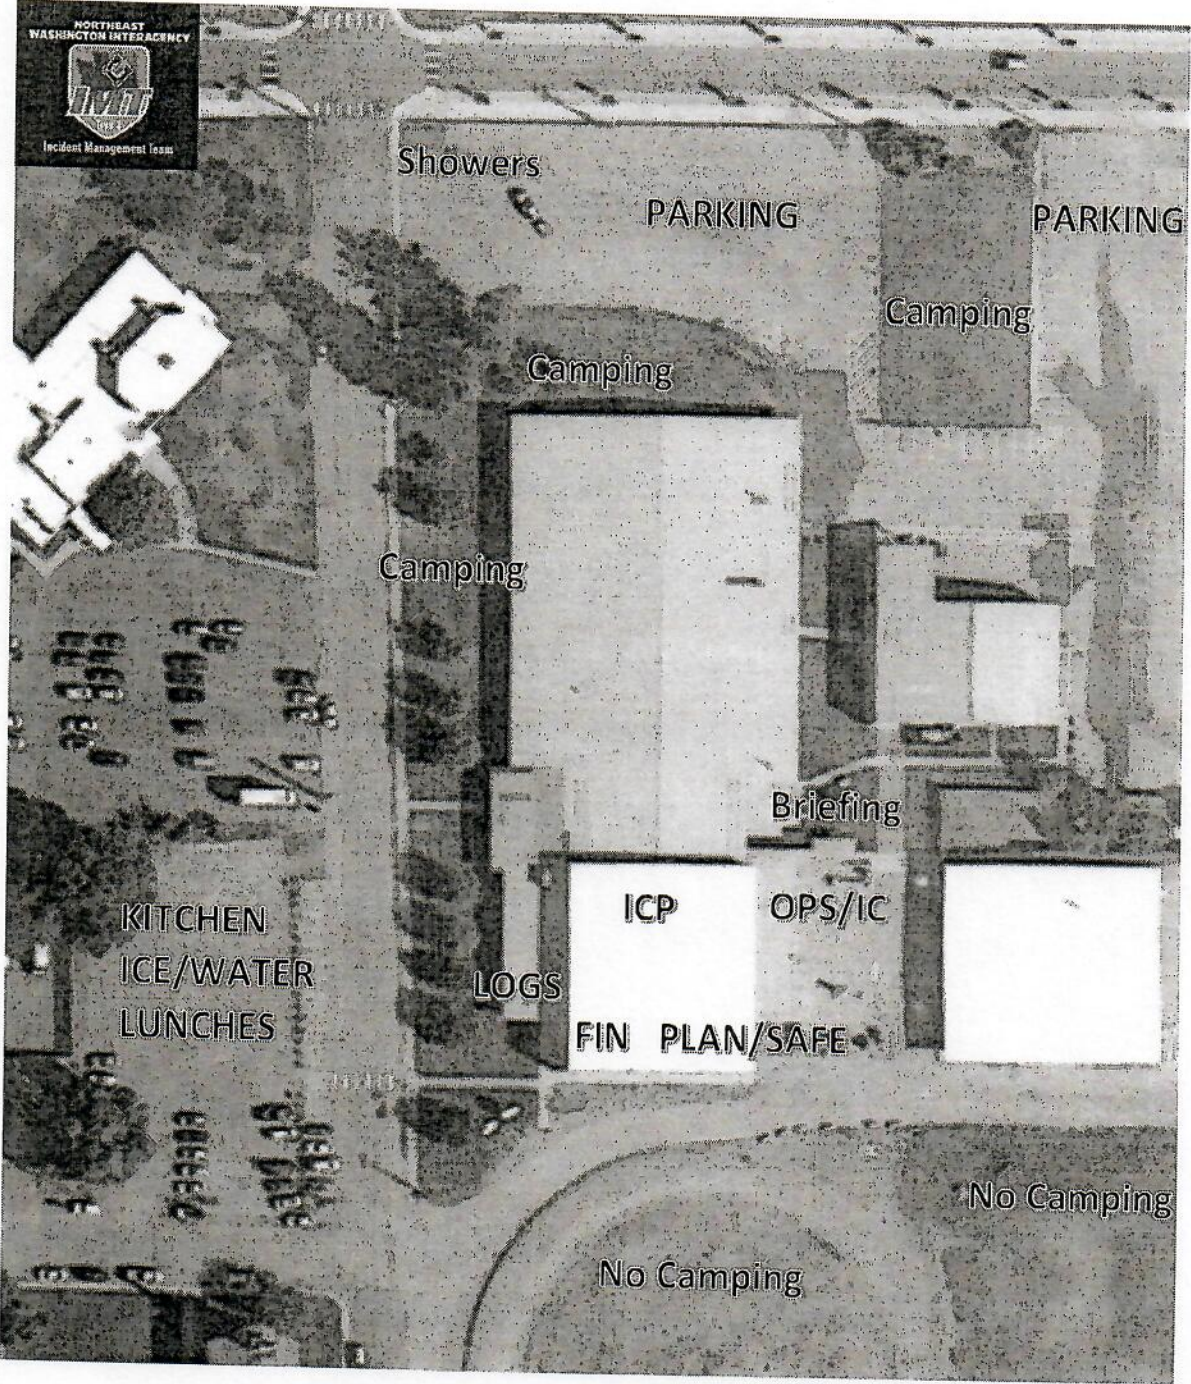 NORTHEAST
WASHINGTON INTERAGENCY
IMT
Incident Management Team
Showers
PARKING
PARKING
Camping
Camping
Camping
Briefing
KITCHEN
ICE/WATER
LUNCHES
ICP
OPS/IC
LOGS
FIN PLAN/SAFE
No Camping
No Camping